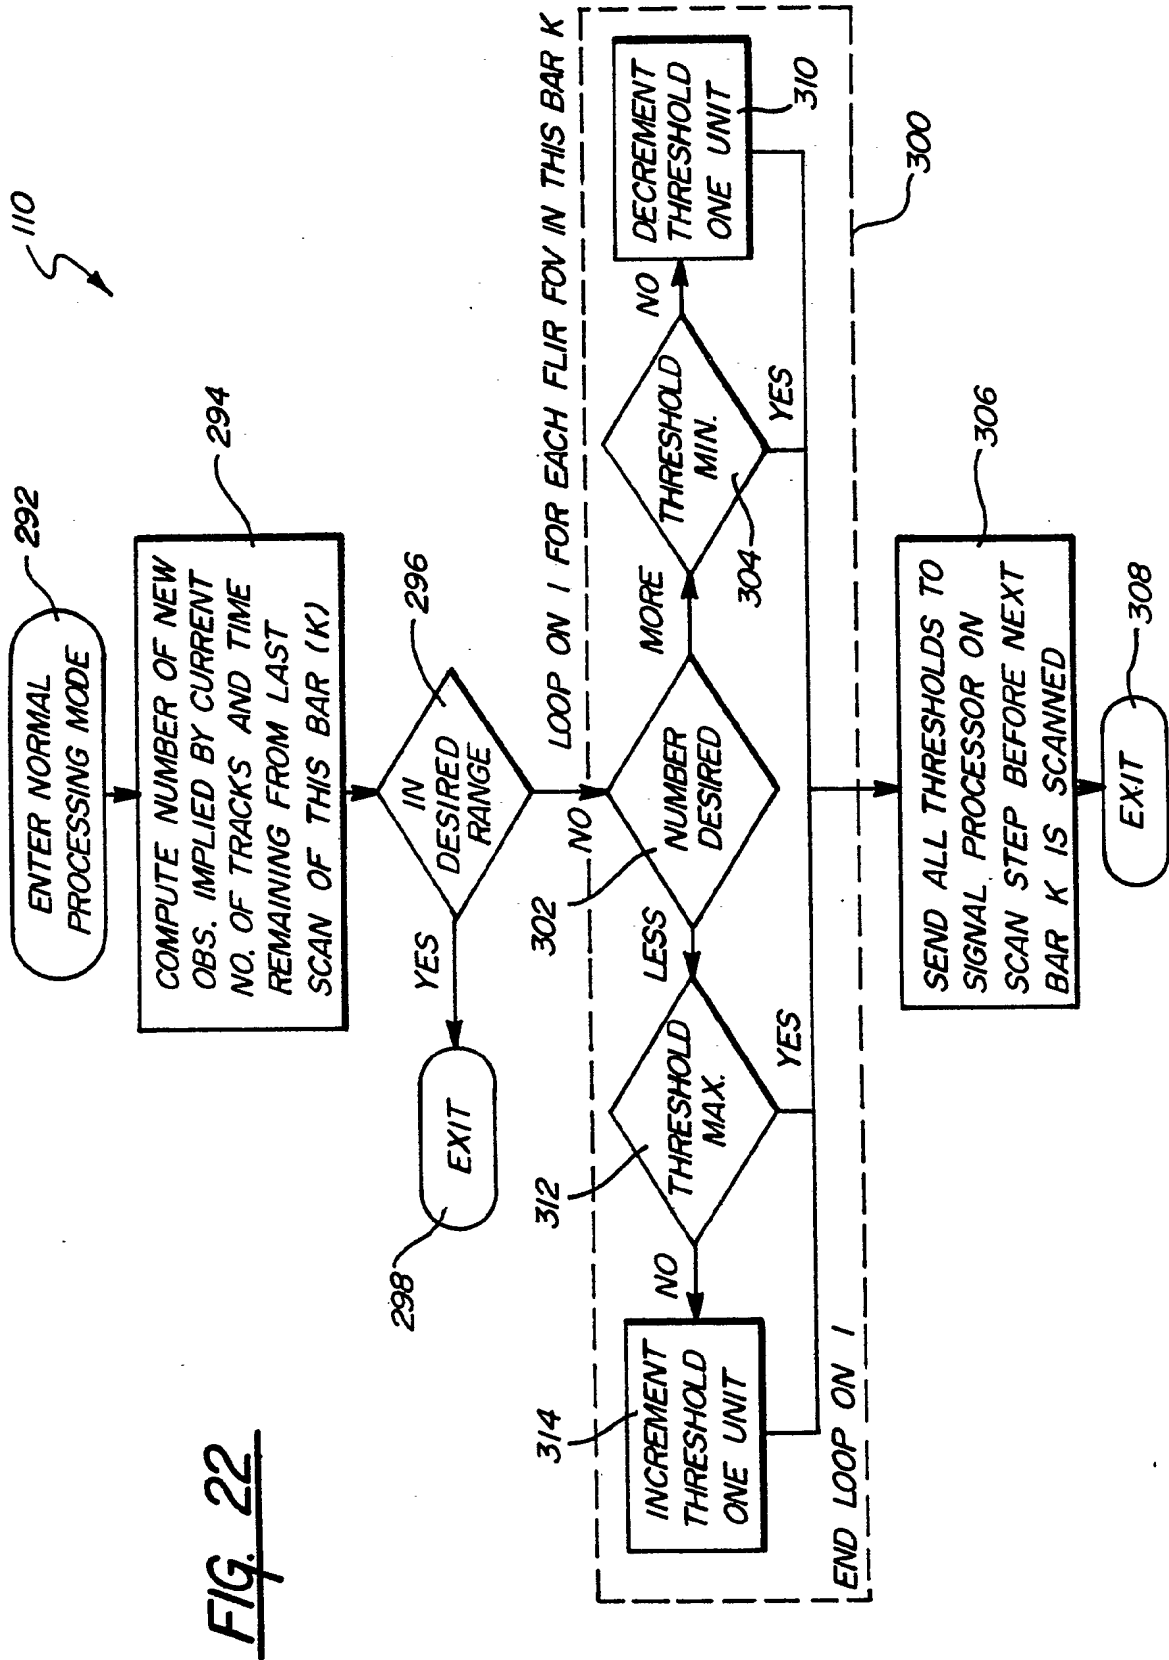 110
ENTER NORMAL
PROCESSING MODE
292
COMPUTE NUMBER OF NEW
OBS. IMPLIED BY CURRENT
NO. OF TRACKS AND TIME
REMAINING FROM LAST
SCAN OF THIS BAR (K)
294
IN
DESIRED
RANGE
296
YES
EXIT
298
NO
LOOP ON I FOR EACH FLIR FOV IN THIS BAR K
NUMBER
DESIRED
302
LESS
MORE
THRESHOLD
MAX.
312
NO
YES
INCREMENT
THRESHOLD
ONE UNIT
314
THRESHOLD
MIN.
304
NO
YES
DECREMENT
THRESHOLD
ONE UNIT
310
END LOOP ON I
300
SEND ALL THRESHOLDS TO
SIGNAL PROCESSOR ON
SCAN STEP BEFORE NEXT
BAR K IS SCANNED
306
EXIT
308
FIG. 22